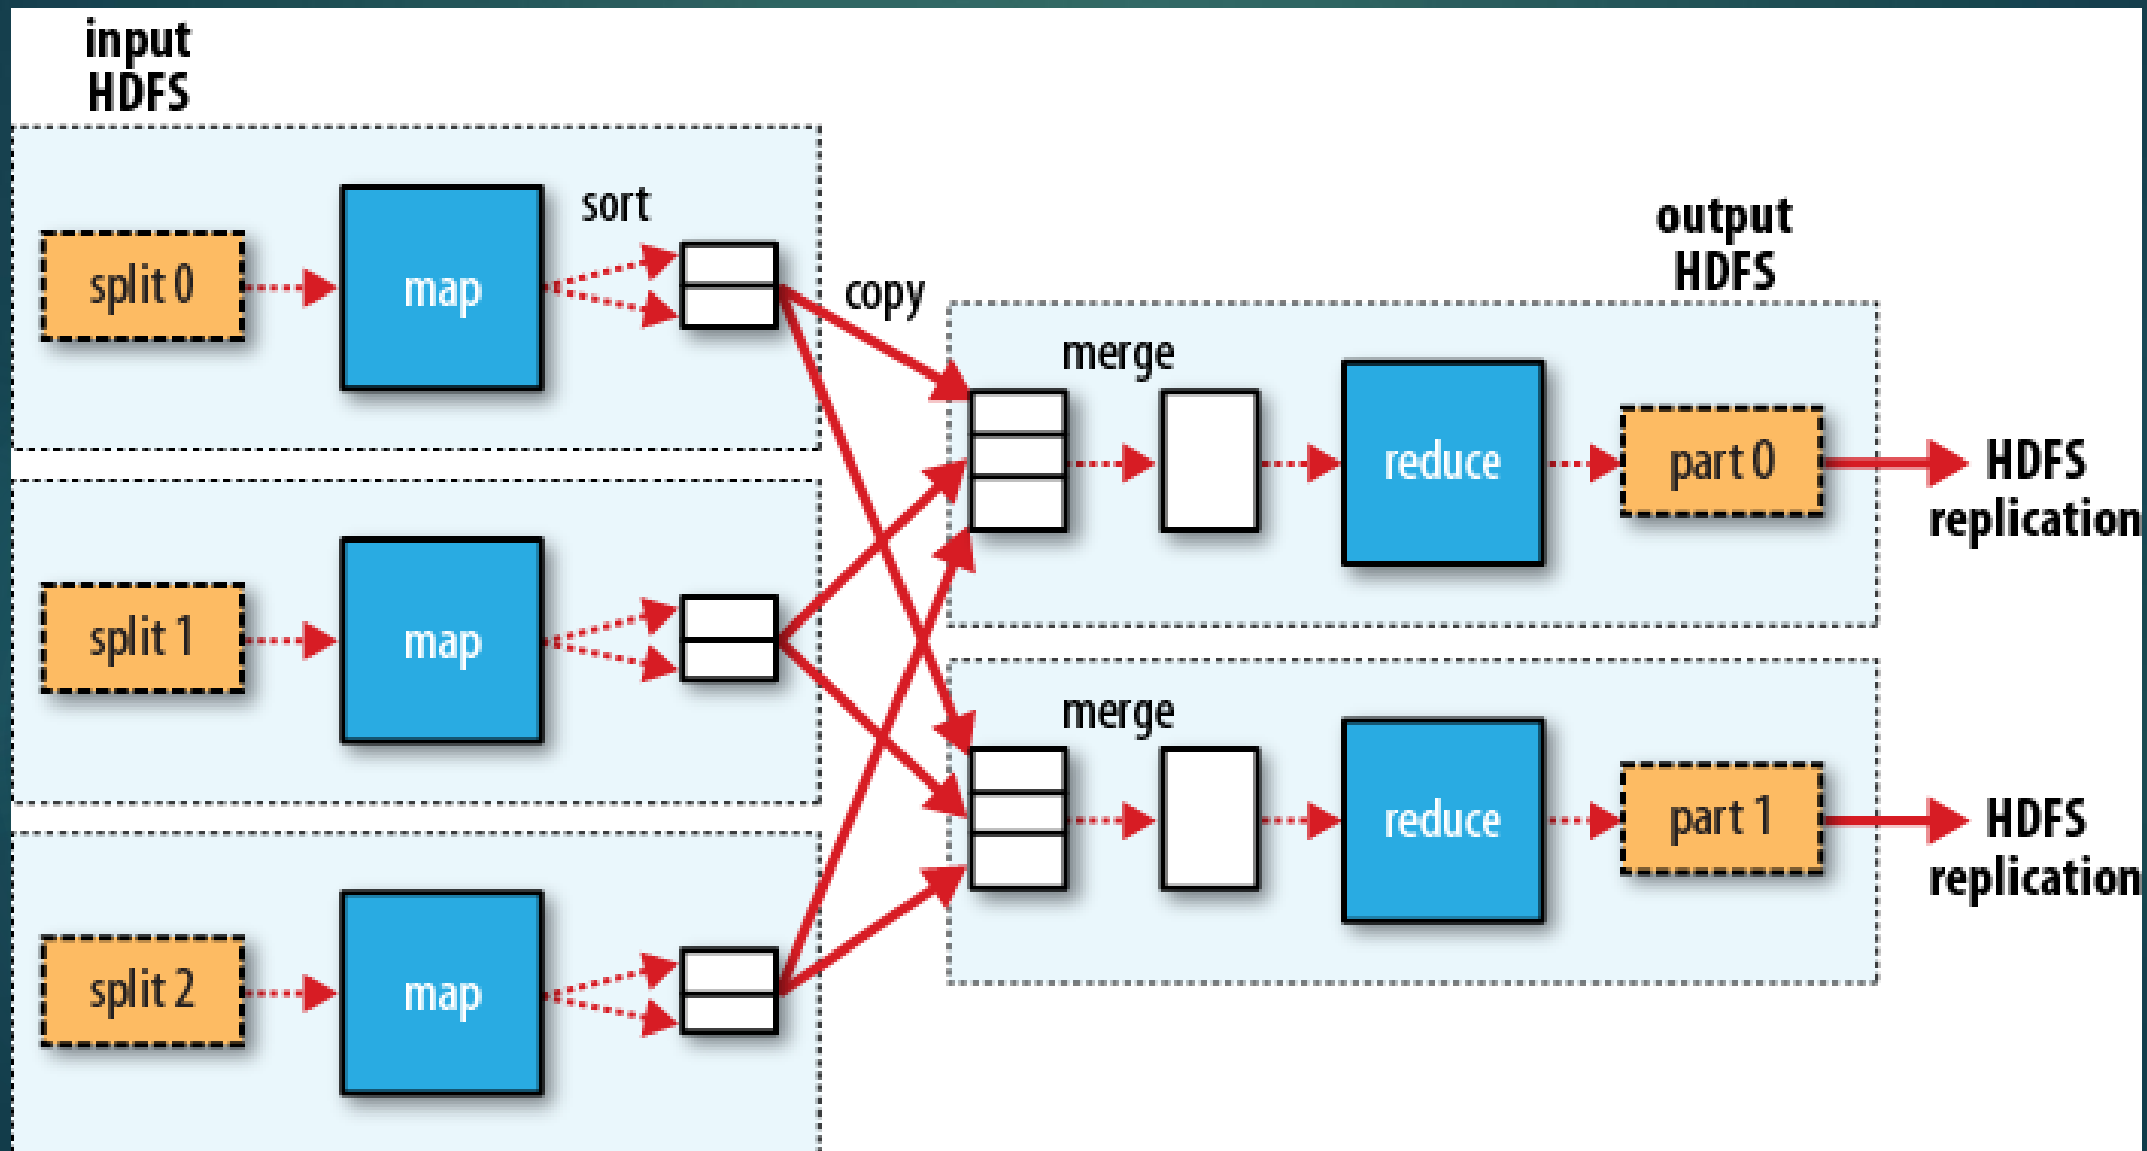 input
HDFS
split 0
map
sort
copy
split 1
map
split 2
map
output
HDFS
merge
reduce
part 0
HDFS
replication
merge
reduce
part 1
HDFS
replication